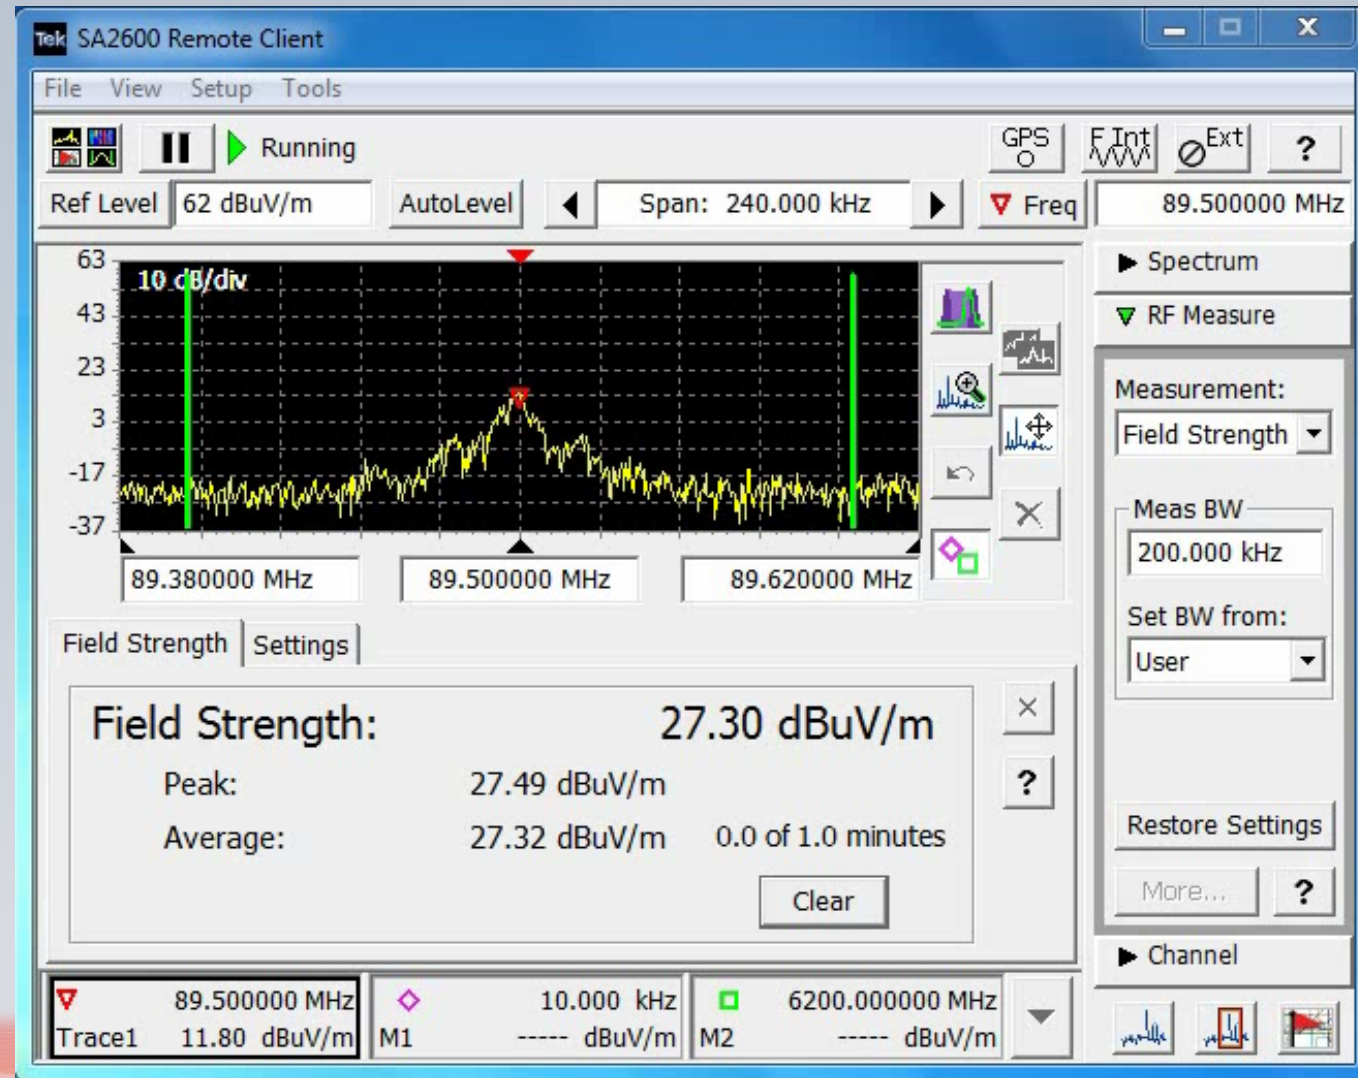 Tek SA2600 Remote Client
File View Setup Tools
Running
GPS
F Int
Ext
?
Ref Level 62 dBuV/m AutoLevel Span: 240.000 kHz Freq 89.500000 MHz
10 dB/div
63
43
23
3
-17
-37
89.380000 MHz 89.500000 MHz 89.620000 MHz
Spectrum
RF Measure
Measurement:
Field Strength
Meas BW
200.000 kHz
Set BW from:
User
Restore Settings
More... ?
Channel
Field Strength Settings
Field Strength: 27.30 dBuV/m
Peak: 27.49 dBuV/m
Average: 27.32 dBuV/m 0.0 of 1.0 minutes
Clear
?
89.500000 MHz
Trace1 11.80 dBuV/m
10.000 kHz
M1 ----- dBuV/m
6200.000000 MHz
M2 ----- dBuV/m